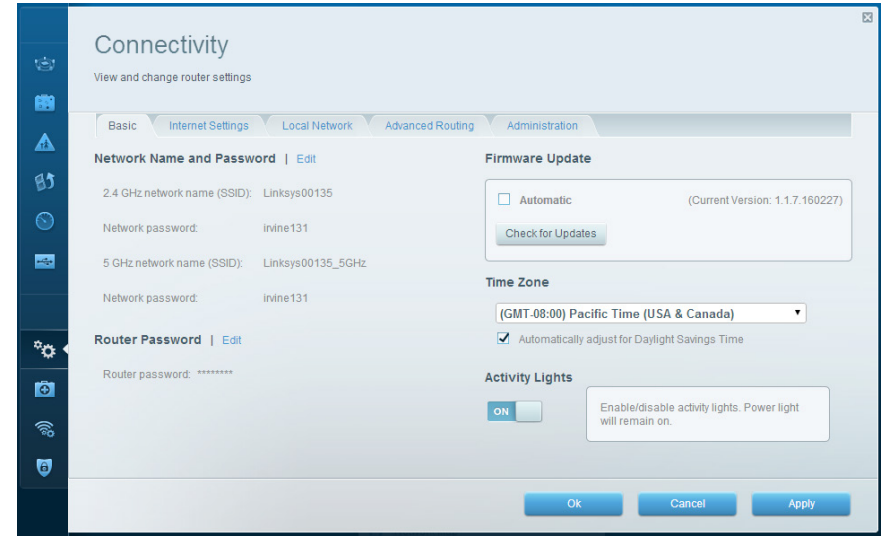 Connectivity
View and change router settings
Basic Internet Settings Local Network Advanced Routing Administration
Network Name and Password | Edit
2.4 GHz network name (SSID): Linksys00135
Network password: irvine131
5 GHz network name (SSID): Linksys00135_5GHz
Network password: irvine131
Router Password | Edit
Router password: ********
Firmware Update
Automatic (Current Version: 1.1.7.160227)
Check for Updates
Time Zone
(GMT-08:00) Pacific Time (USA & Canada)
Automatically adjust for Daylight Savings Time
Activity Lights
ON
Enable/disable activity lights. Power light
will remain on.
Ok Cancel Apply